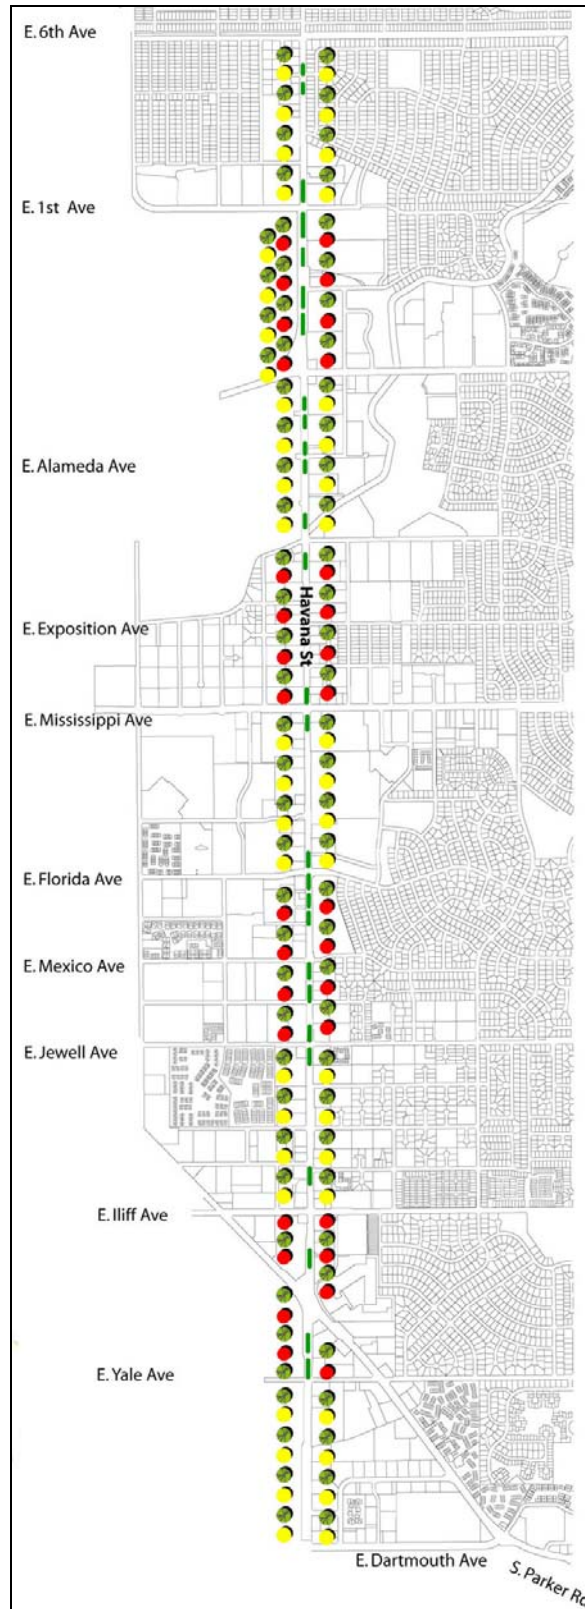 E. 6th Ave
E. 1st Ave
E. Alameda Ave
Havana St
E. Exposition Ave
E. Mississippi Ave
E. Florida Ave
E. Mexico Ave
E. Jewell Ave
E. Iliff Ave
E. Yale Ave
E. Dartmouth Ave
S. Parker Rd